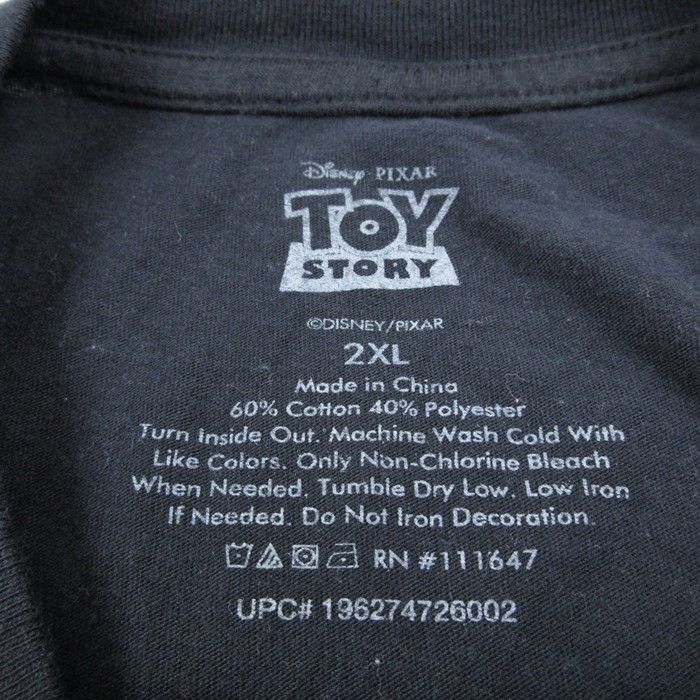 Disney PIXAR
TOY
STORY
©DISNEY/PIXAR
2XL
Made in China
60% Cotton 40% Polyester
Turn Inside Out. Machine Wash Cold With
Like Colors. Only Non-Chlorine Bleach
When Needed. Tumble Dry Low. Low Iron
If Needed. Do Not Iron Decoration.
RN #111647
UPC# 196274726002